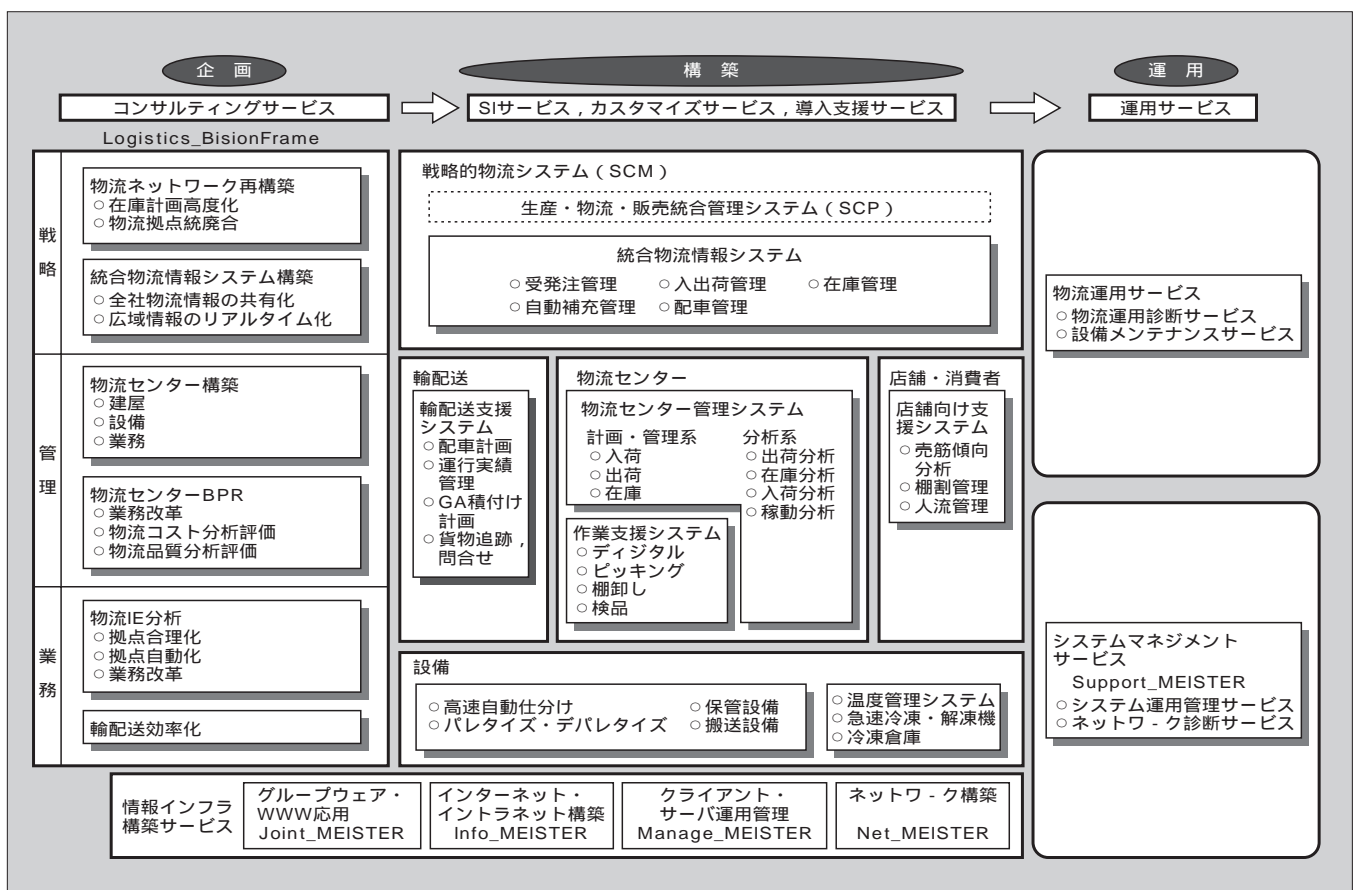 企 画
構 築
運 用
コンサルティングサービス
SIサービス，カスタマイズサービス，導入支援サービス
運用サービス
Logistics_BisionFrame
戦
略
物流ネットワーク再構築
○在庫計画高度化
○物流拠点統廃合
統合物流情報システム構築
○全社物流情報の共有化
○広域情報のリアルタイム化
管
理
物流センター構築
○建屋
○設備
○業務
物流センターBPR
○業務改革
○物流コスト分析評価
○物流品質分析評価
業
務
物流IE分析
○拠点合理化
○拠点自動化
○業務改革
輸配送効率化
戦略的物流システム（SCM）
生産・物流・販売統合管理システム（SCP）
統合物流情報システム
○受発注管理 ○入出荷管理 ○在庫管理
○自動補充管理 ○配車管理
輸配送
輸配送支援
システム
○配車計画
○運行実績
管理
○GA積付け
計画
○貨物追跡，
問合せ
物流センター
物流センター管理システム
計画・管理系
○入荷
○出荷
○在庫
分析系
○出荷分析
○在庫分析
○入荷分析
○稼動分析
作業支援システム
○ディジタル
○ピッキング
○棚卸し
○検品
店舗・消費者
店舗向け支
援システム
○売筋傾向
分析
○棚割管理
○人流管理
設備
○高速自動仕分け ○保管設備
○パレタイズ・デパレタイズ ○搬送設備
○温度管理システム
○急速冷凍・解凍機
○冷凍倉庫
物流運用サービス
○物流運用診断サービス
○設備メンテナンスサービス
システムマネジメント
サービス
Support_MEISTER
○システム運用管理サービス
○ネットワ-ク診断サービス
情報インフラ
構築サービス
グループウェア・
WWW応用
Joint_MEISTER
インターネット・
イントラネット構築
Info_MEISTER
クライアント・
サーバ運用管理
Manage_MEISTER
ネットワ-ク構築
Net_MEISTER